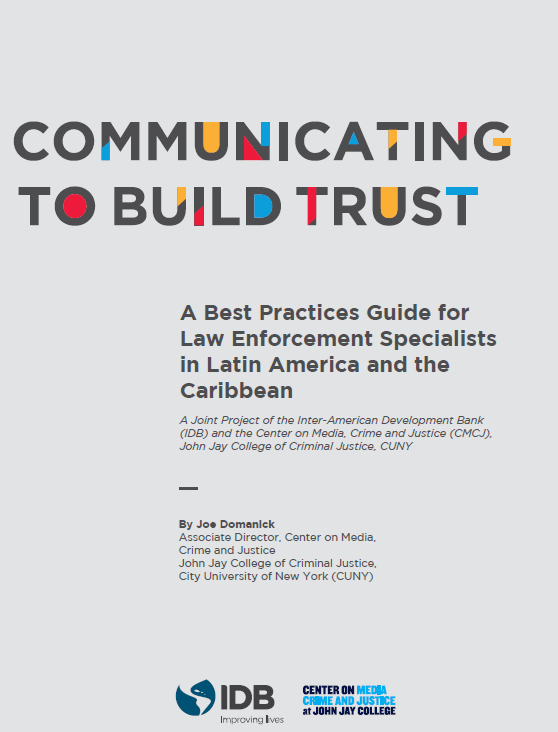 COMMUNICATING
TO BUILD TRUST
A Best Practices Guide for
Law Enforcement Specialists
in Latin America and the
Caribbean
A Joint Project of the Inter-American Development Bank
(IDB) and the Center on Media, Crime and Justice (CMCJ),
John Jay College of Criminal Justice, CUNY
By Joe Domanick
Associate Director, Center on Media,
Crime and Justice
John Jay College of Criminal Justice,
City University of New York (CUNY)
IDB
Improving lives
CENTER ON MEDIA
CRIME AND JUSTICE
at JOHN JAY COLLEGE